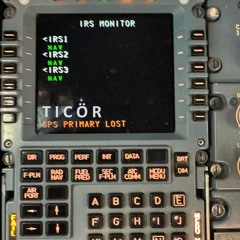 IRS MONITOR
<IRS1
NAV
<IRS2
NAV
<IRS3
NAV
TICÖR
GPS PRIMARY LOST
DIR PROG PERF INIT DATA
BRT
DIM
F-PLN RAD NAV FUEL PRED SEC F-PLN ATC COMM MCDU MENU
AIR PORT
A B C D E
F G H I J